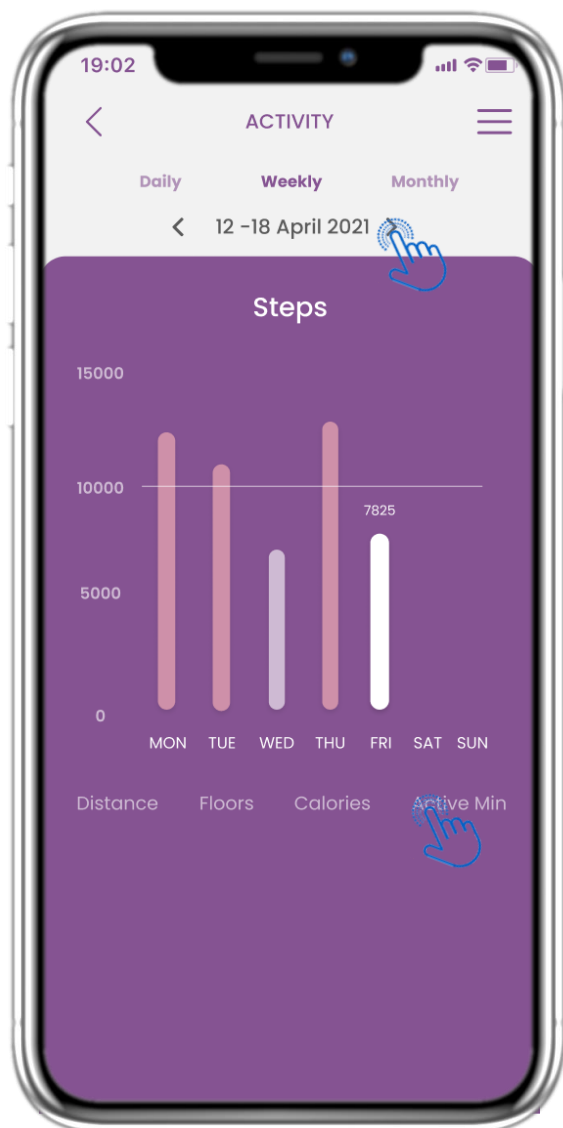 19:02
ACTIVITY
Daily Weekly Monthly
12 -18 April 2021
Steps
15000
10000
7825
5000
0
MON TUE WED THU FRI SAT SUN
Distance Floors Calories Active Min